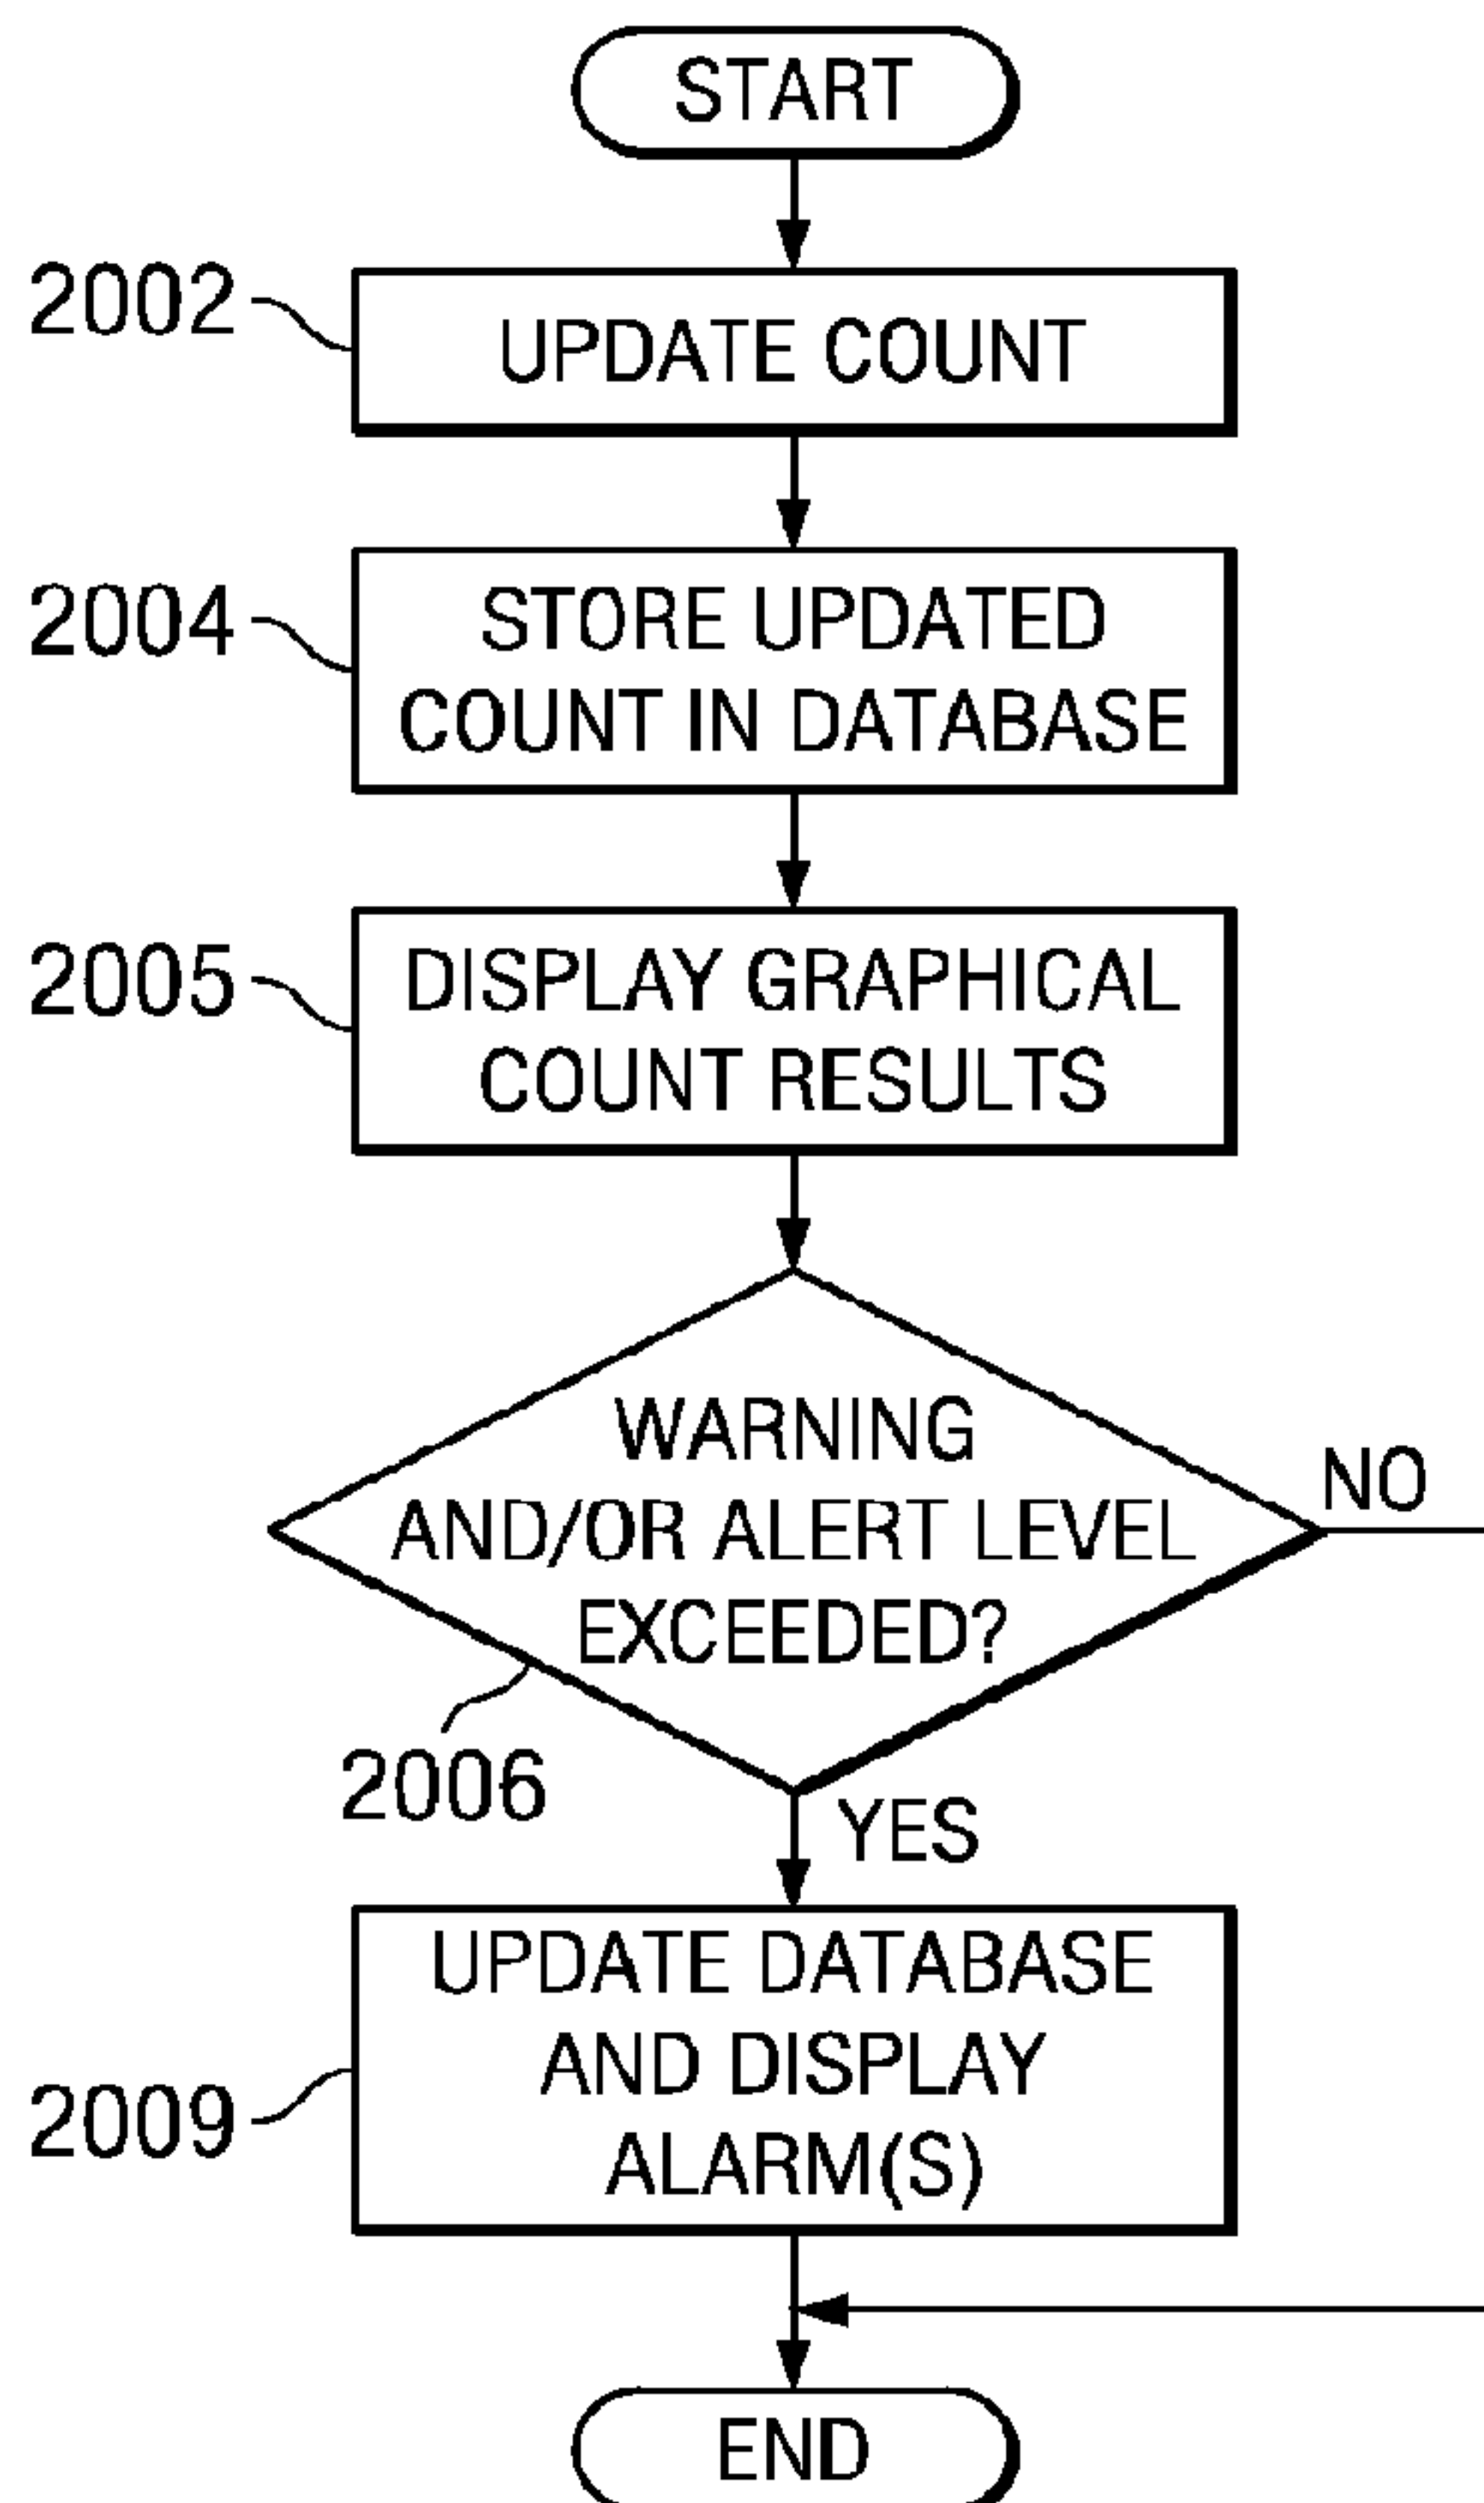 START
2002
UPDATE COUNT
2004
STORE UPDATED
COUNT IN DATABASE
2005
DISPLAY GRAPHICAL
COUNT RESULTS
WARNING
AND/OR ALERT LEVEL
EXCEEDED?
NO
2006
YES
2009
UPDATE DATABASE
AND DISPLAY
ALARM(S)
END